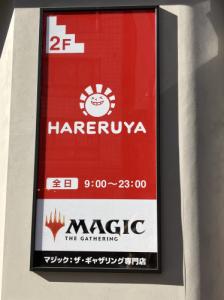 2F
HARERUYA
全日 9:00〜23:00
MAGIC
THE GATHERING
マジック:ザ・ギャザリング専門店